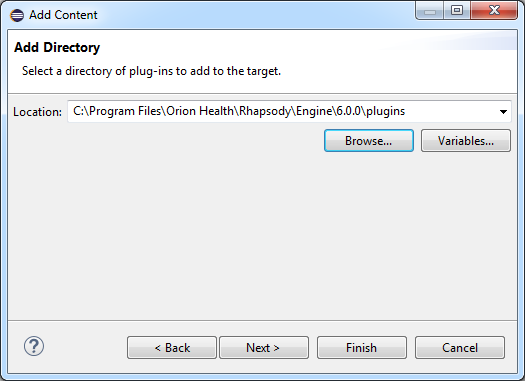 Add Content
Add Directory
Select a directory of plug-ins to add to the target.
Location: C:\Program Files\Orion Health\Rhapsody\Engine\6.0.0\plugins
Browse... Variables...
? < Back Next > Finish Cancel